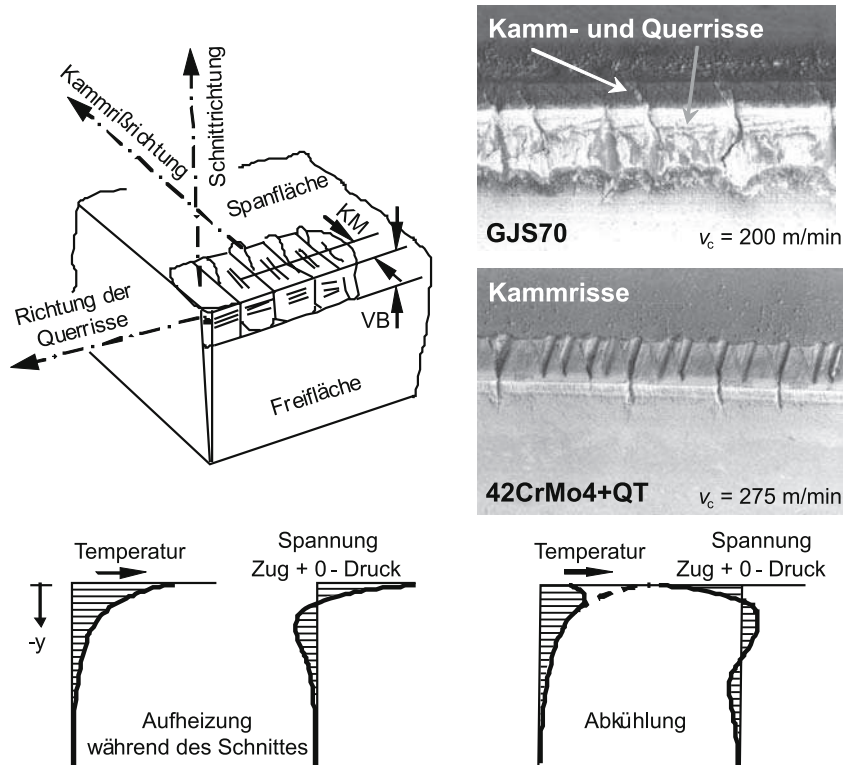 Kammrißrichtung
Schnittrichtung
Spanfläche
KM
Richtung der
Querrisse
VB
Freifläche
Kamm- und Querrisse
GJS70
v_c = 200 m/min
Kammrisse
42CrMo4+QT
v_c = 275 m/min
Temperatur
Spannung
Zug + 0 - Druck
-y
Aufheizung
während des Schnittes
Temperatur
Spannung
Zug + 0 - Druck
Abkühlung